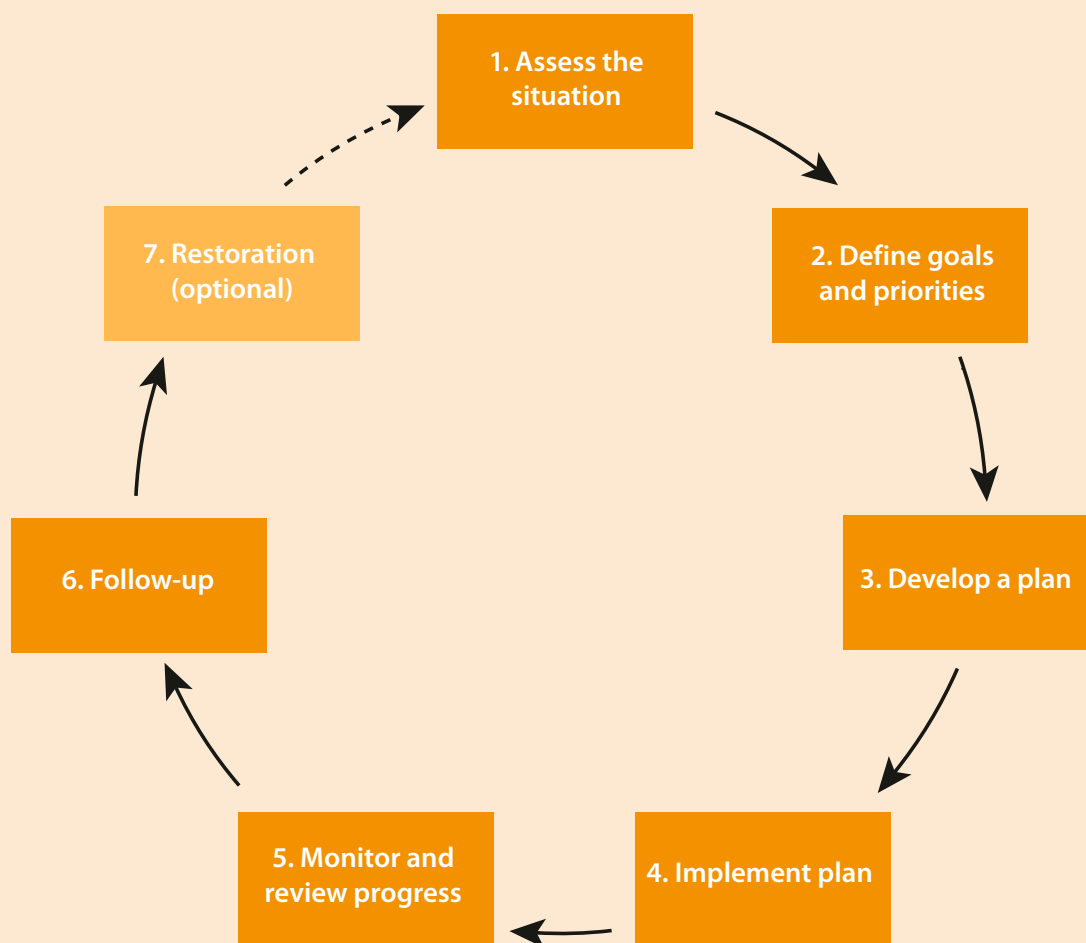 1. Assess the
situation
2. Define goals
and priorities
3. Develop a plan
4. Implement plan
5. Monitor and
review progress
6. Follow-up
7. Restoration
(optional)